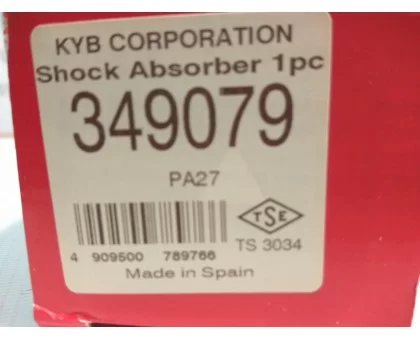 KYB CORPORATION
Shock Absorber 1pc
349079
PA27
TSE
4 909500 789766
TS 3034
Made in Spain